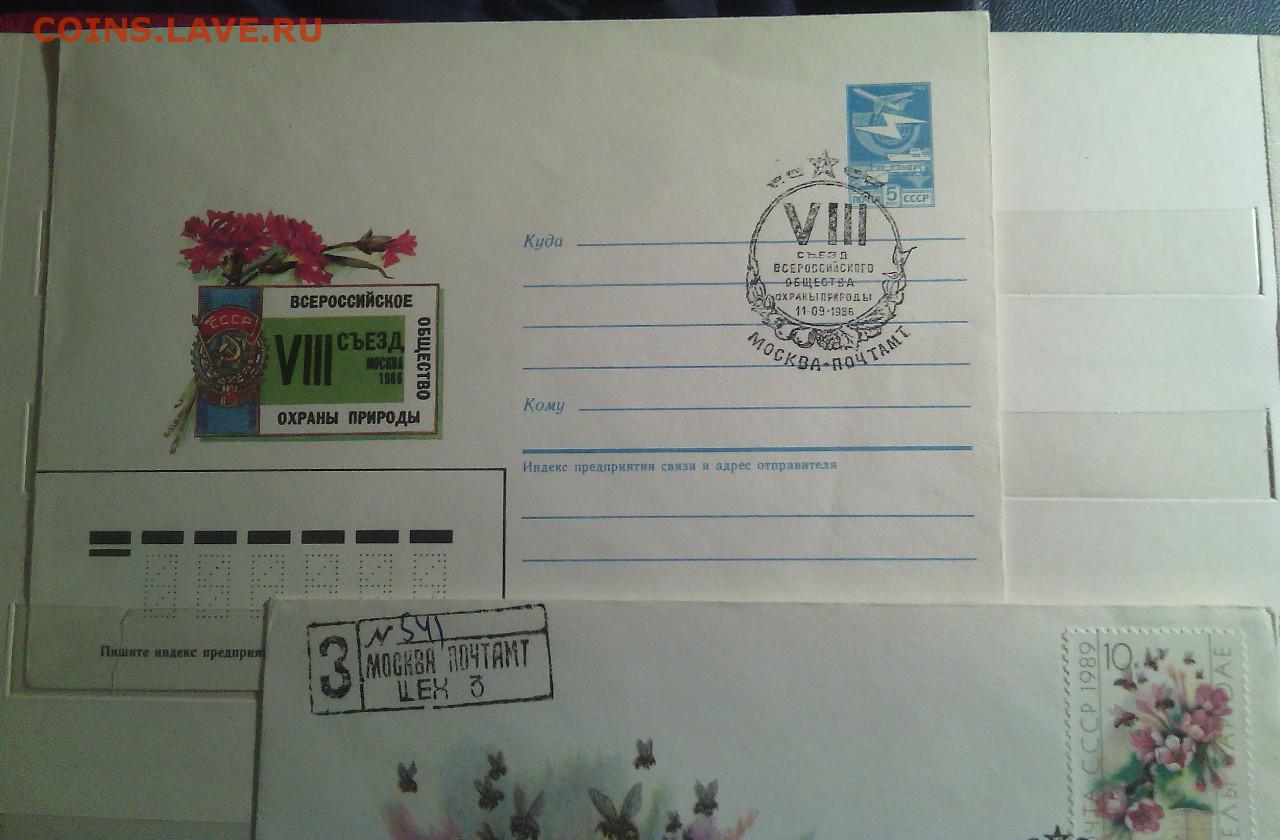 COINS.LAVE.RU
ПОЧТА 5 СССР
VIII
СЪЕЗД
ВСЕРОССИЙСКОГО
ОБЩЕСТВА
ОХРАНЫ ПРИРОДЫ
11-09-1986
МОСКВА-ПОЧТАМТ
Куда
Кому
Индекс предприятия связи и адрес отправителя
ВСЕРОССИЙСКОЕ
ОБЩЕСТВО
СССР
VIII СЪЕЗД
МОСКВА
1986
ОХРАНЫ ПРИРОДЫ
Пишите индекс предприя
З
N 541
МОСКВА ПОЧТАМТ
ЦЕХ 3
10
ЧТА СССР 1989